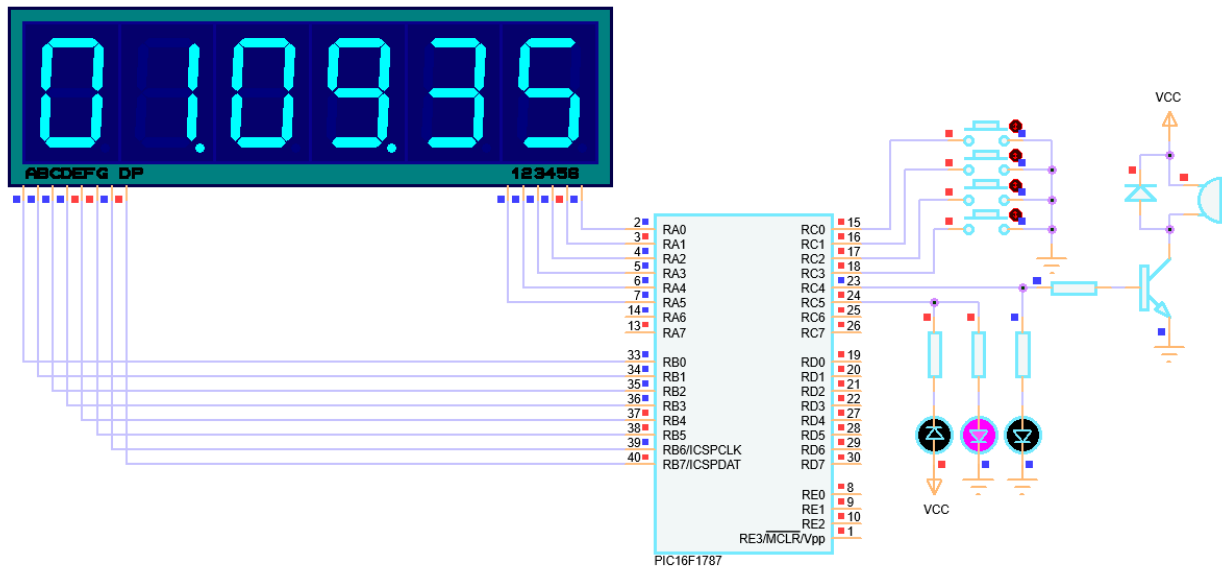 01.09.35
ABCDEFG DP 123456
VCC
2 RA0 RC0 15
3 RA1 RC1 16
4 RA2 RC2 17
5 RA3 RC3 18
6 RA4 RC4 23
7 RA5 RC5 24
14 RA6 RC6 25
13 RA7 RC7 26
33 RB0 RD0 19
34 RB1 RD1 20
35 RB2 RD2 21
36 RB3 RD3 22
37 RB4 RD4 27
38 RB5 RD5 28
39 RB6/ICSPCLK RD6 29
40 RB7/ICSPDAT RD7 30
RE0 8
RE1 9
RE2 10
RE3/MCLR/Vpp 1
VCC
PIC16F1787